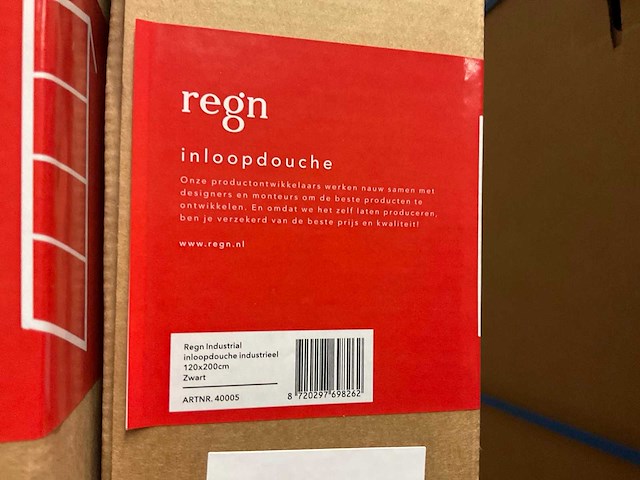 regn
inloopdouche
Onze productontwikkelaars werken nauw samen met
designers en monteurs om de beste producten te
ontwikkelen. En omdat we het zelf laten produceren,
ben je verzekerd van de beste prijs en kwaliteit!
www.regn.nl
Regn Industrial
inloopdouche industrieel
120x200cm
Zwart
ARTNR. 40005
8 720297 698262